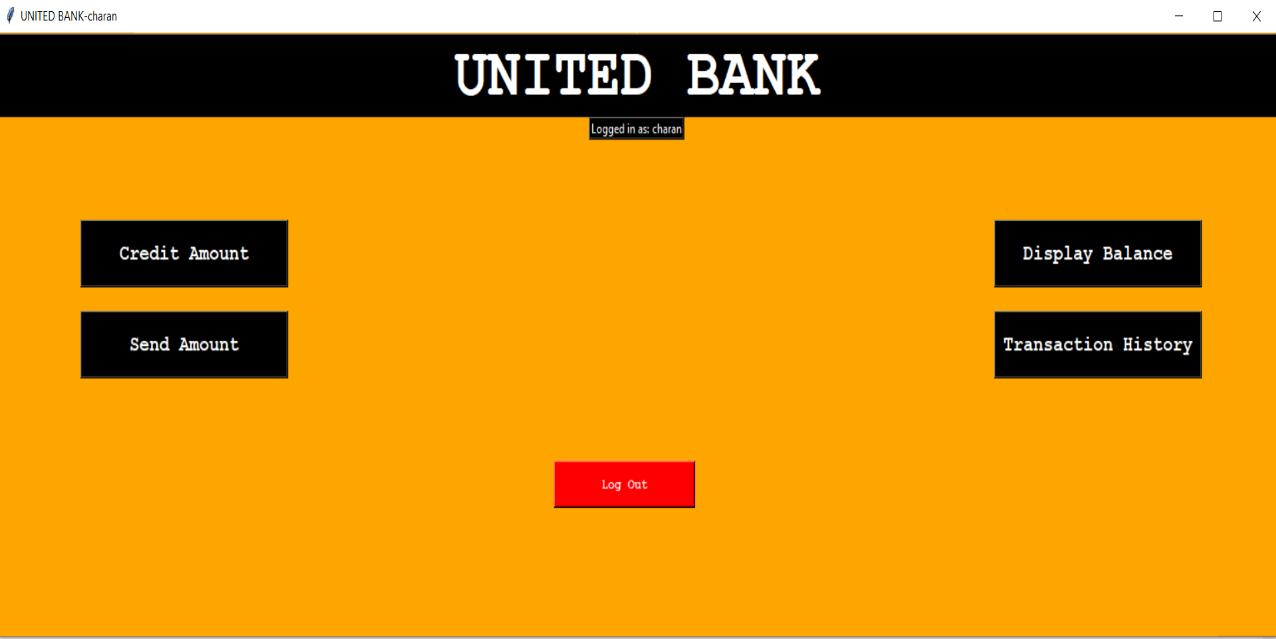 UNITED BANK-charan
UNITED BANK
Logged in as: charan
Credit Amount
Display Balance
Send Amount
Transaction History
Log Out